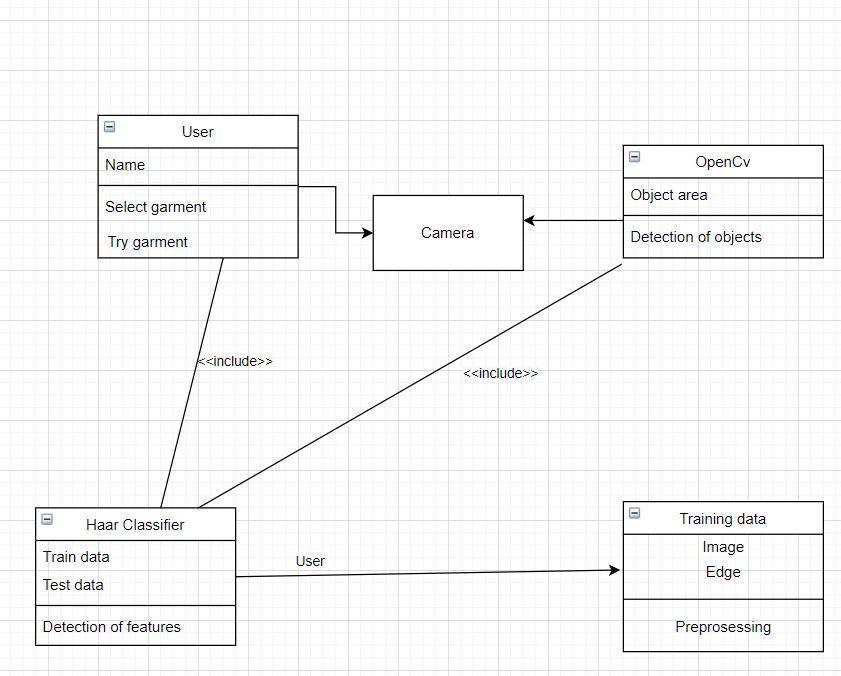 User
Name
Select garment
Try garment
OpenCv
Object area
Detection of objects
Camera
<<include>>
<<include>>
Haar Classifier
Train data
Test data
Detection of features
User
Training data
Image
Edge
Preprosessing